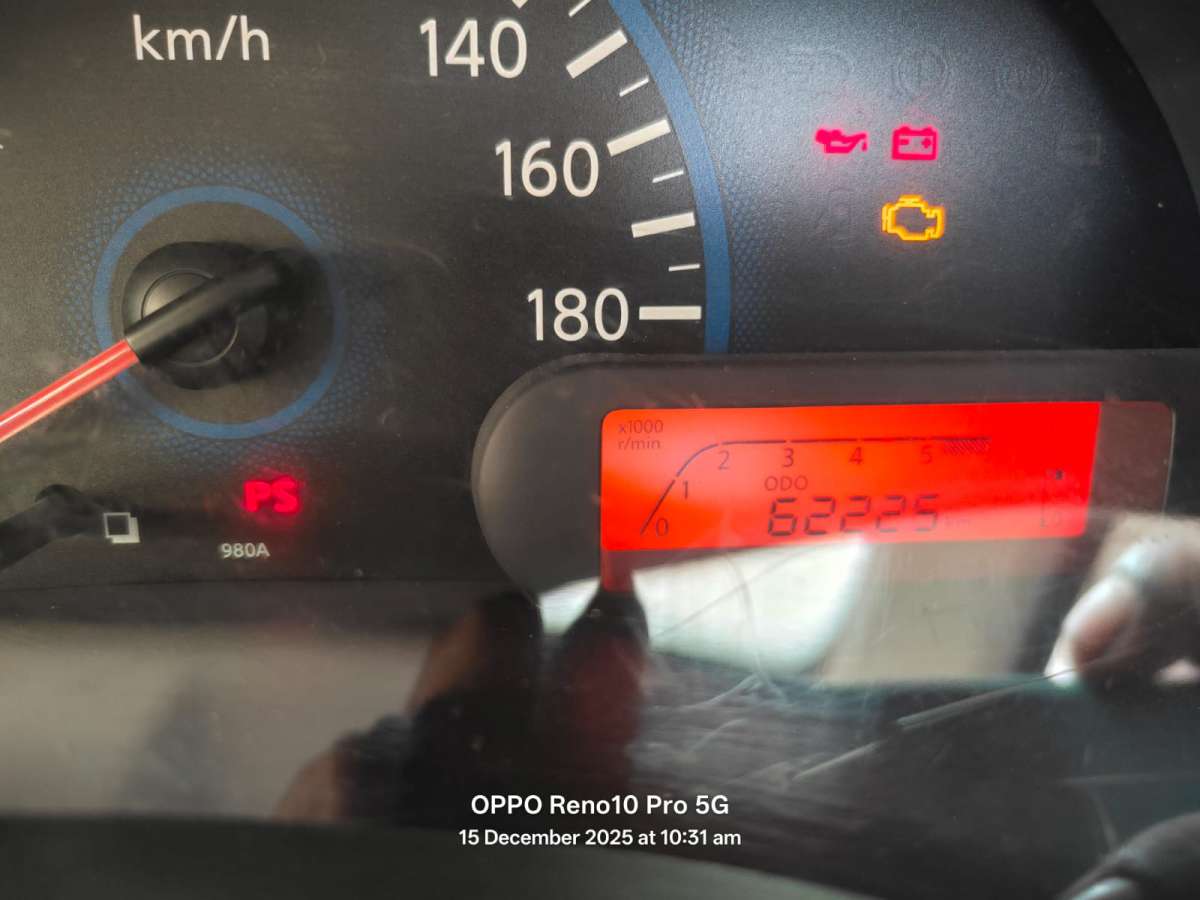 km/h
140
160
180
x1000
r/min
0 1 2 3 4 5
ODO
62225
PS
980A
OPPO Reno10 Pro 5G
15 December 2025 at 10:31 am